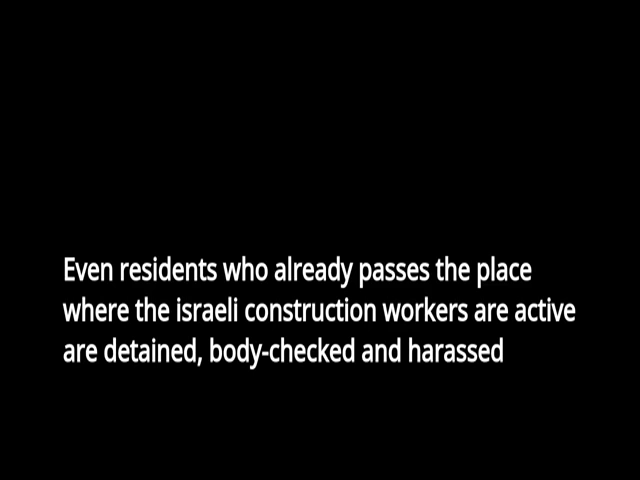 Even residents who already passes the place
where the israeli construction workers are active
are detained, body-checked and harassed